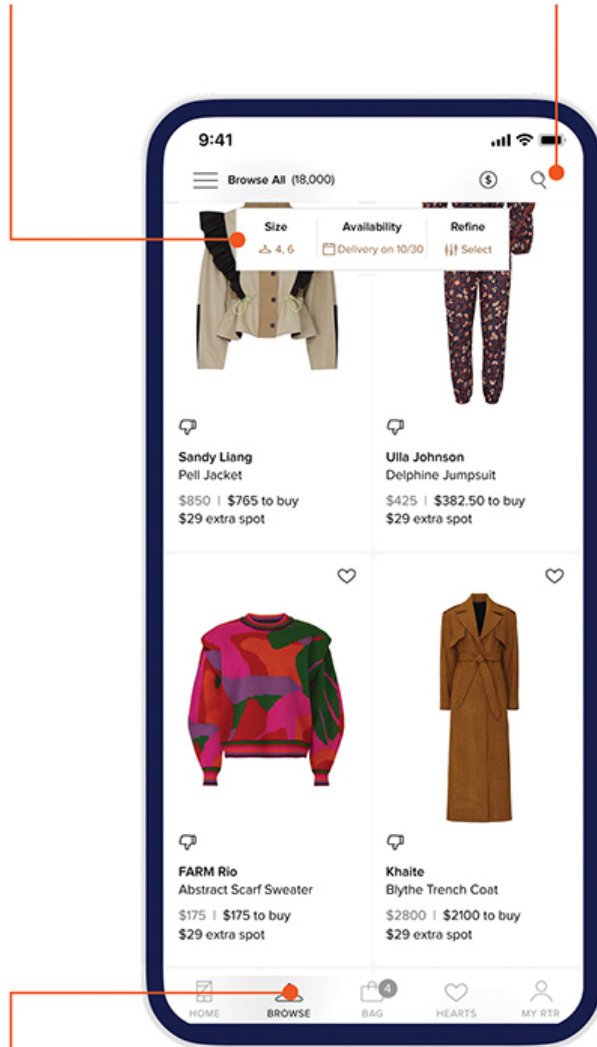 9:41
Browse All (18,000)
$
Size
Availability
Refine
4, 6
Delivery on 10/30
Select
Sandy Liang
Pell Jacket
$850 | $765 to buy
$29 extra spot
Ulla Johnson
Delphine Jumpsuit
$425 | $382.50 to buy
$29 extra spot
FARM Rio
Abstract Scarf Sweater
$175 | $175 to buy
$29 extra spot
Khaite
Blythe Trench Coat
$2800 | $2100 to buy
$29 extra spot
4
HOME
BROWSE
BAG
HEARTS
MY RTR